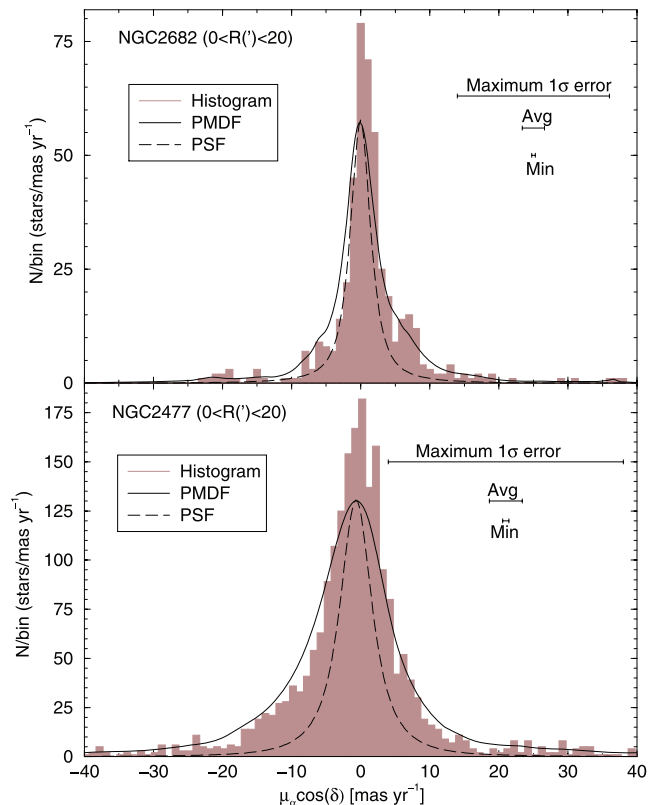 NGC2682 (0<R(')<20)
Histogram
PMDF
PSF
Maximum 1σ error
Avg
Min
N/bin (stars/mas yr⁻¹)
75
50
25
0
NGC2477 (0<R(')<20)
Histogram
PMDF
PSF
Maximum 1σ error
Avg
Min
N/bin (stars/mas yr⁻¹)
175
150
125
100
75
50
25
0
−40 −30 −20 −10 0 10 20 30 40
μ_α cos(δ) [mas yr⁻¹]